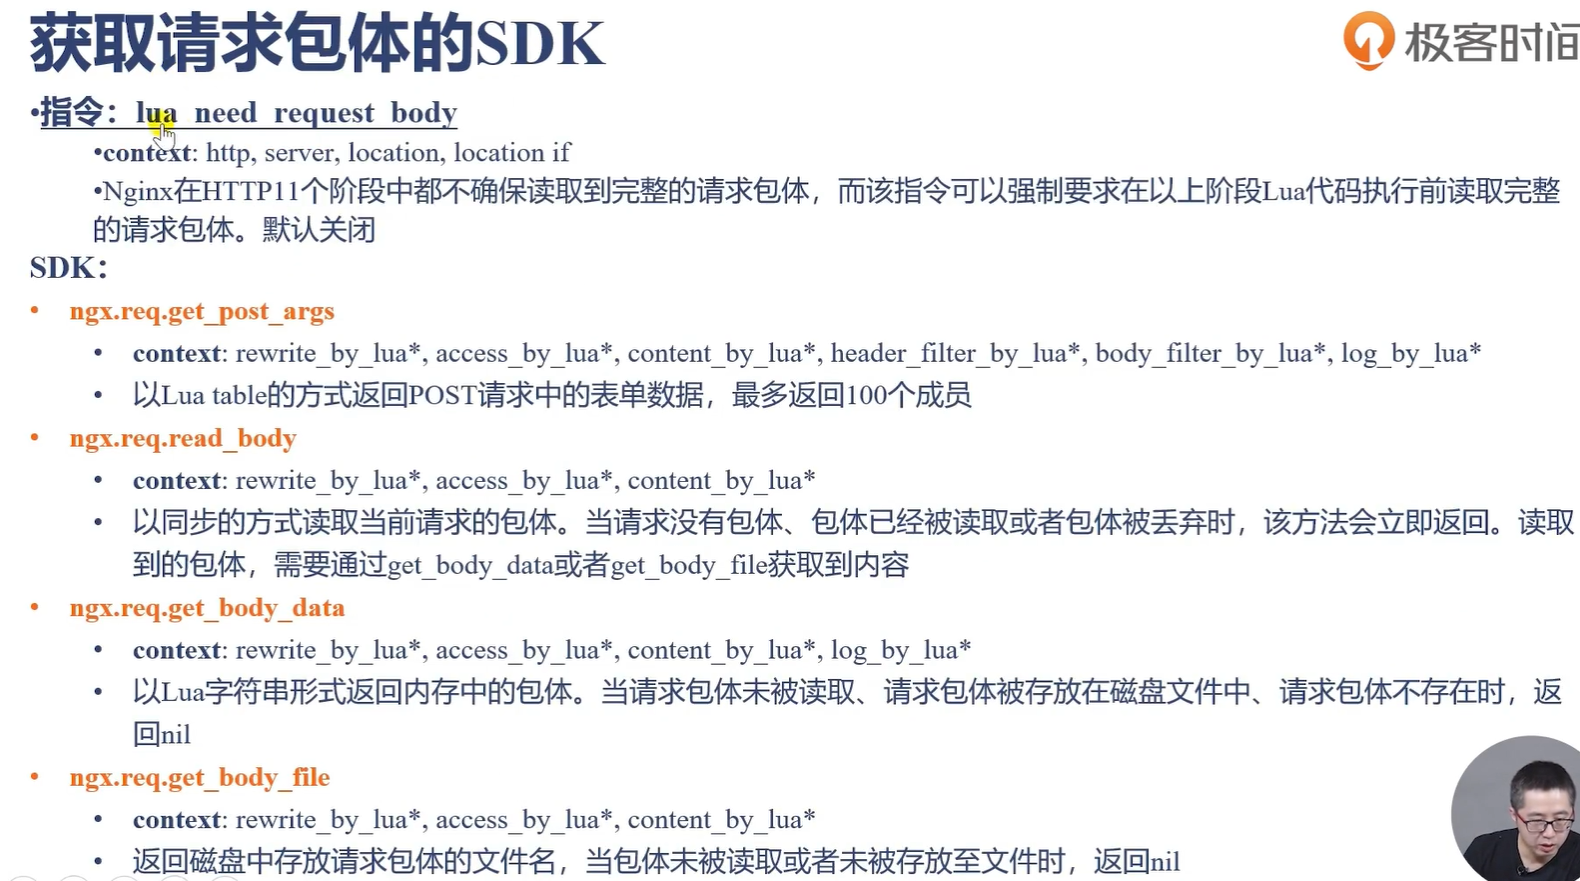 获取请求包体的SDK
极客时间
•指令：lua_need_request_body
•context: http, server, location, location if
•Nginx在HTTP11个阶段中都不确保读取到完整的请求包体，而该指令可以强制要求在以上阶段Lua代码执行前读取完整
的请求包体。默认关闭
SDK：
• ngx.req.get_post_args
• context: rewrite_by_lua*, access_by_lua*, content_by_lua*, header_filter_by_lua*, body_filter_by_lua*, log_by_lua*
• 以Lua table的方式返回POST请求中的表单数据，最多返回100个成员
• ngx.req.read_body
• context: rewrite_by_lua*, access_by_lua*, content_by_lua*
• 以同步的方式读取当前请求的包体。当请求没有包体、包体已经被读取或者包体被丢弃时，该方法会立即返回。读取
到的包体，需要通过get_body_data或者get_body_file获取到内容
• ngx.req.get_body_data
• context: rewrite_by_lua*, access_by_lua*, content_by_lua*, log_by_lua*
• 以Lua字符串形式返回内存中的包体。当请求包体未被读取、请求包体被存放在磁盘文件中、请求包体不存在时，返
回nil
• ngx.req.get_body_file
• context: rewrite_by_lua*, access_by_lua*, content_by_lua*
• 返回磁盘中存放请求包体的文件名，当包体未被读取或者未被存放至文件时，返回nil